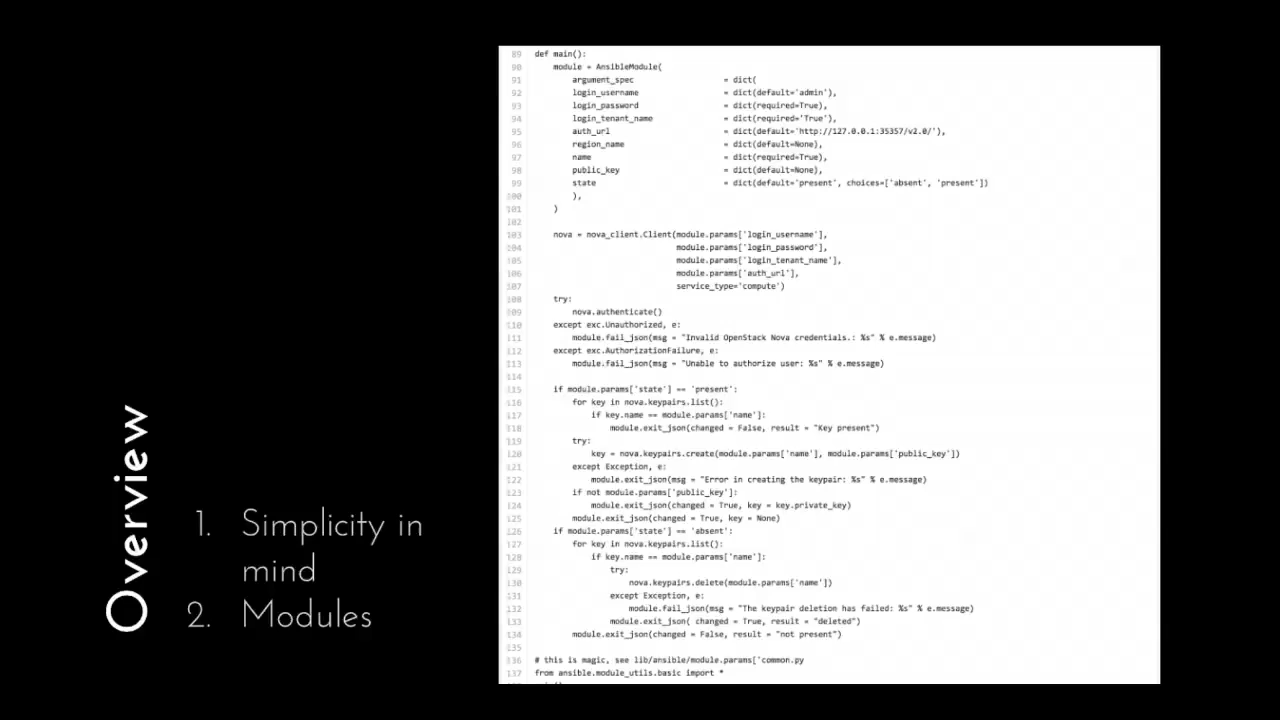 Overview
1. Simplicity in
mind
2. Modules
89 def main():
90 module = AnsibleModule(
91 argument_spec = dict(
92 login_username = dict(default='admin'),
93 login_password = dict(required=True),
94 login_tenant_name = dict(required='True'),
95 auth_url = dict(default='http://127.0.0.1:35357/v2.0/'),
96 region_name = dict(default=None),
97 name = dict(required=True),
98 public_key = dict(default=None),
99 state = dict(default='present', choices=['absent', 'present'])
100 ),
101 )
102
103 nova = nova_client.Client(module.params['login_username'],
104 module.params['login_password'],
105 module.params['login_tenant_name'],
106 module.params['auth_url'],
107 service_type='compute')
108 try:
109 nova.authenticate()
110 except exc.Unauthorized, e:
111 module.fail_json(msg = "Invalid OpenStack Nova credentials.: %s" % e.message)
112 except exc.AuthorizationFailure, e:
113 module.fail_json(msg = "Unable to authorize user: %s" % e.message)
114
115 if module.params['state'] == 'present':
116 for key in nova.keypairs.list():
117 if key.name == module.params['name']:
118 module.exit_json(changed = False, result = "Key present")
119 try:
120 key = nova.keypairs.create(module.params['name'], module.params['public_key'])
121 except Exception, e:
122 module.exit_json(msg = "Error in creating the keypair: %s" % e.message)
123 if not module.params['public_key']:
124 module.exit_json(changed = True, key = key.private_key)
125 module.exit_json(changed = True, key = None)
126 if module.params['state'] == 'absent':
127 for key in nova.keypairs.list():
128 if key.name == module.params['name']:
129 try:
130 nova.keypairs.delete(module.params['name'])
131 except Exception, e:
132 module.fail_json(msg = "The keypair deletion has failed: %s" % e.message)
133 module.exit_json( changed = True, result = "deleted")
134 module.exit_json(changed = False, result = "not present")
135
136 # this is magic, see lib/ansible/module.params['common.py
137 from ansible.module_utils.basic import *